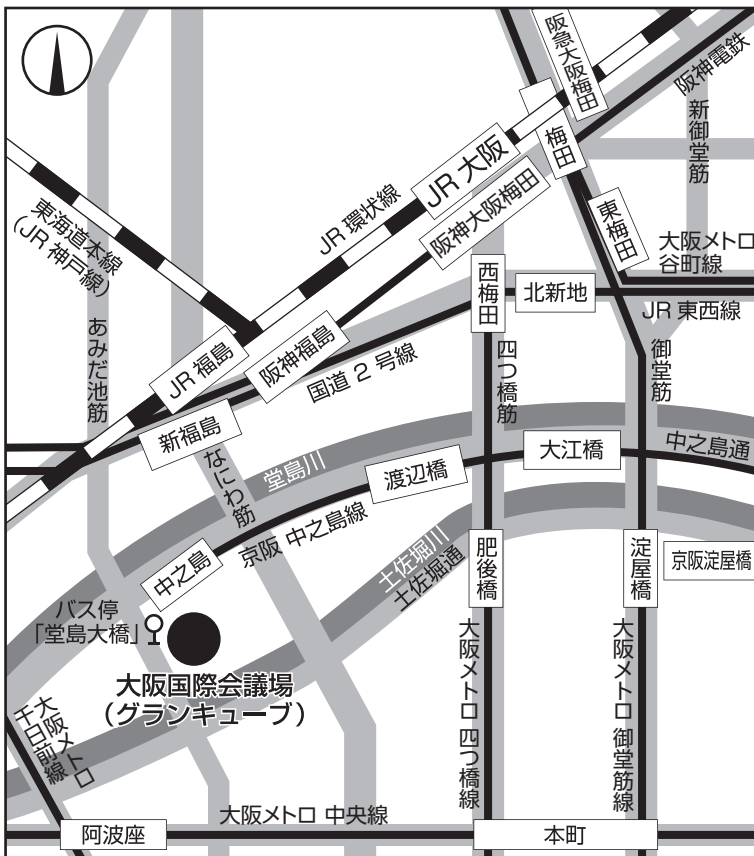 阪急大阪梅田
阪神電鉄
新御堂筋
梅田
JR 大阪
JR 環状線
阪神大阪梅田
東梅田
東海道本線
(JR 神戸線)
大阪メトロ
谷町線
西梅田
北新地
JR 東西線
あみだ池筋
JR 福島
阪神福島
国道 2 号線
四つ橋筋
御堂筋
新福島
なにわ筋
堂島川
渡辺橋
大江橋
中之島通
京阪 中之島線
中之島
土佐堀川
土佐堀通
肥後橋
淀屋橋
京阪淀屋橋
バス停
「堂島大橋」
大阪国際会議場
(グランキューブ)
大阪メトロ 四つ橋線
大阪メトロ 御堂筋線
大阪メトロ
千日前線
大阪メトロ 中央線
阿波座
本町